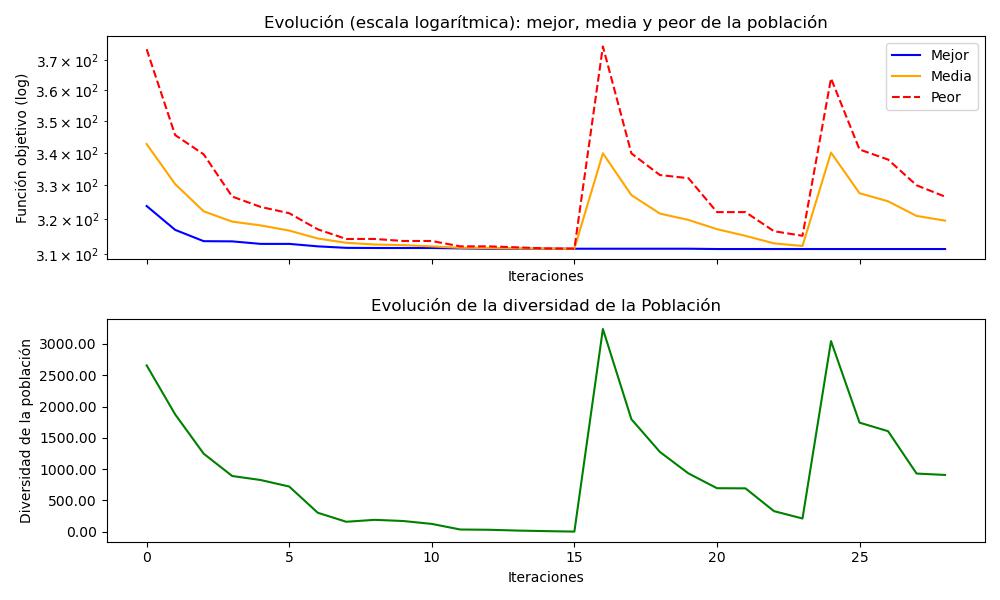 Evolución (escala logarítmica): mejor, media y peor de la población
Función objetivo (log)
3.7 × 10²
3.6 × 10²
3.5 × 10²
3.4 × 10²
3.3 × 10²
3.2 × 10²
3.1 × 10²
Mejor
Media
Peor
Iteraciones
Evolución de la diversidad de la Población
Diversidad de la población
3000.00
2500.00
2000.00
1500.00
1000.00
500.00
0.00
0 5 10 15 20 25
Iteraciones